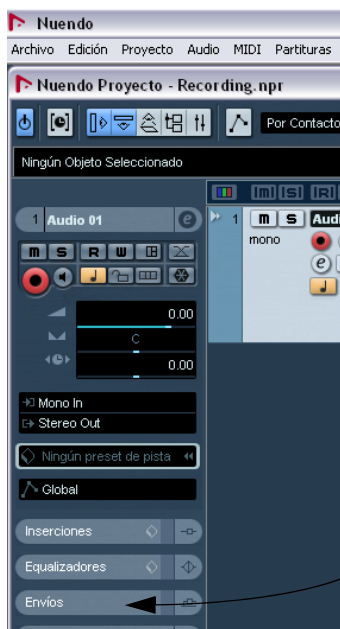 Nuendo
Archivo Edición Proyecto Audio MIDI Partituras
Nuendo Proyecto - Recording.npr
Por Contacto
Ningún Objeto Seleccionado
m S R
1 Audio 01 e
1 m S Audi
mono
e
m S R W
0.00
C
0.00
Mono In
Stereo Out
Ningún preset de pista
Global
Inserciones
Equalizadores
Envíos